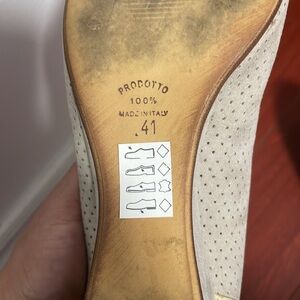 PRODOTTO
100%
MADE IN ITALY
.41